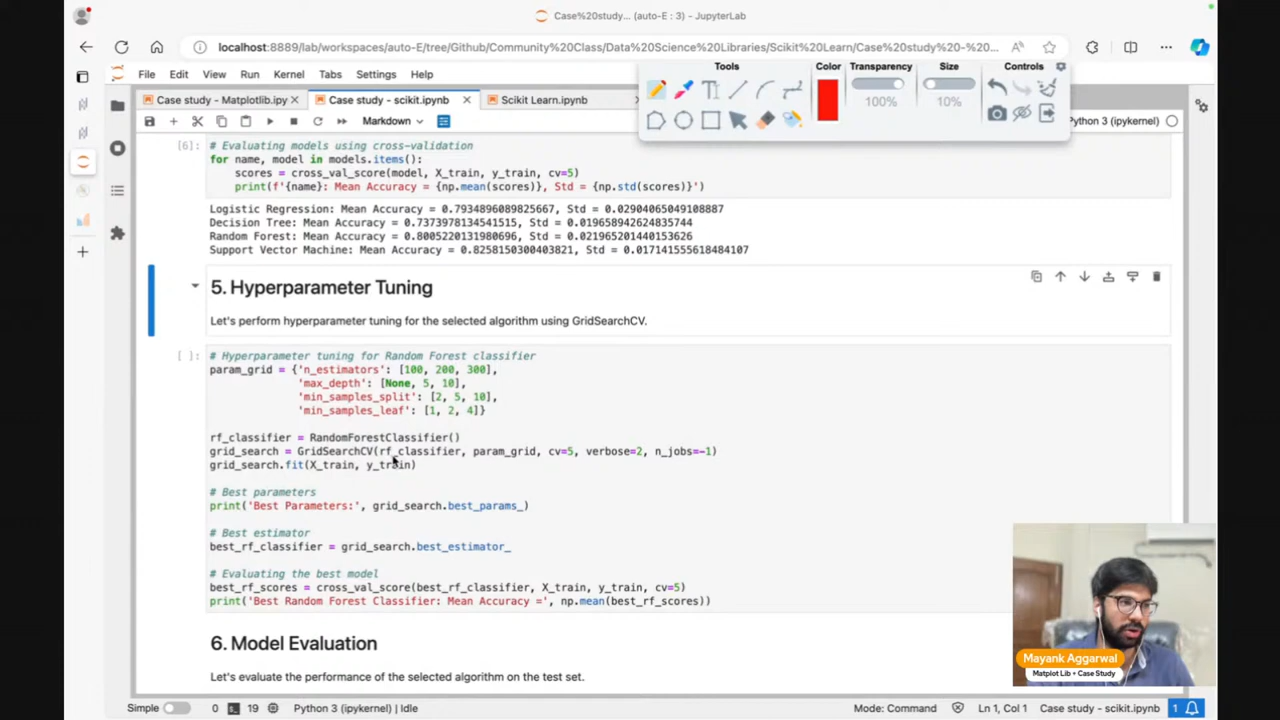 Case%20study... (auto-E : 3) - JupyterLab
localhost:8889/lab/workspaces/auto-E/tree/Github/Community%20Class/Data%20Science%20Libraries/Scikit%20Learn/Case%20study%20-%20-%...
File Edit View Run Kernel Tabs Settings Help
Tools Color Transparency Size Controls
100% 10%
Case study - Matplotlib.ipy
Case study - scikit.ipynb
Scikit Learn.ipynb
Markdown
Python 3 (ipykernel)
[6]: # Evaluating models using cross-validation
for name, model in models.items():
scores = cross_val_score(model, X_train, y_train, cv=5)
print(f'{name}: Mean Accuracy = {np.mean(scores)}, Std = {np.std(scores)}')
Logistic Regression: Mean Accuracy = 0.7934896089825667, Std = 0.02904065049108887
Decision Tree: Mean Accuracy = 0.7373978134541515, Std = 0.01965894262483574­4
Random Forest: Mean Accuracy = 0.8005220131980696, Std = 0.021965201440153626
Support Vector Machine: Mean Accuracy = 0.8258150300403821, Std = 0.017141555618484107
5. Hyperparameter Tuning
Let's perform hyperparameter tuning for the selected algorithm using GridSearchCV.
[ ]: # Hyperparameter tuning for Random Forest classifier
param_grid = {'n_estimators': [100, 200, 300],
'max_depth': [None, 5, 10],
'min_samples_split': [2, 5, 10],
'min_samples_leaf': [1, 2, 4]}
rf_classifier = RandomForestClassifier()
grid_search = GridSearchCV(rf_classifier, param_grid, cv=5, verbose=2, n_jobs=-1)
grid_search.fit(X_train, y_train)
# Best parameters
print('Best Parameters:', grid_search.best_params_)
# Best estimator
best_rf_classifier = grid_search.best_estimator_
# Evaluating the best model
best_rf_scores = cross_val_score(best_rf_classifier, X_train, y_train, cv=5)
print('Best Random Forest Classifier: Mean Accuracy =', np.mean(best_rf_scores))
6. Model Evaluation
Let's evaluate the performance of the selected algorithm on the test set.
Mayank Aggarwal
Matplot Lib + Case Study
Simple 0 19 Python 3 (ipykernel) | Idle Mode: Command Ln 1, Col 1 Case study - scikit.ipynb 1